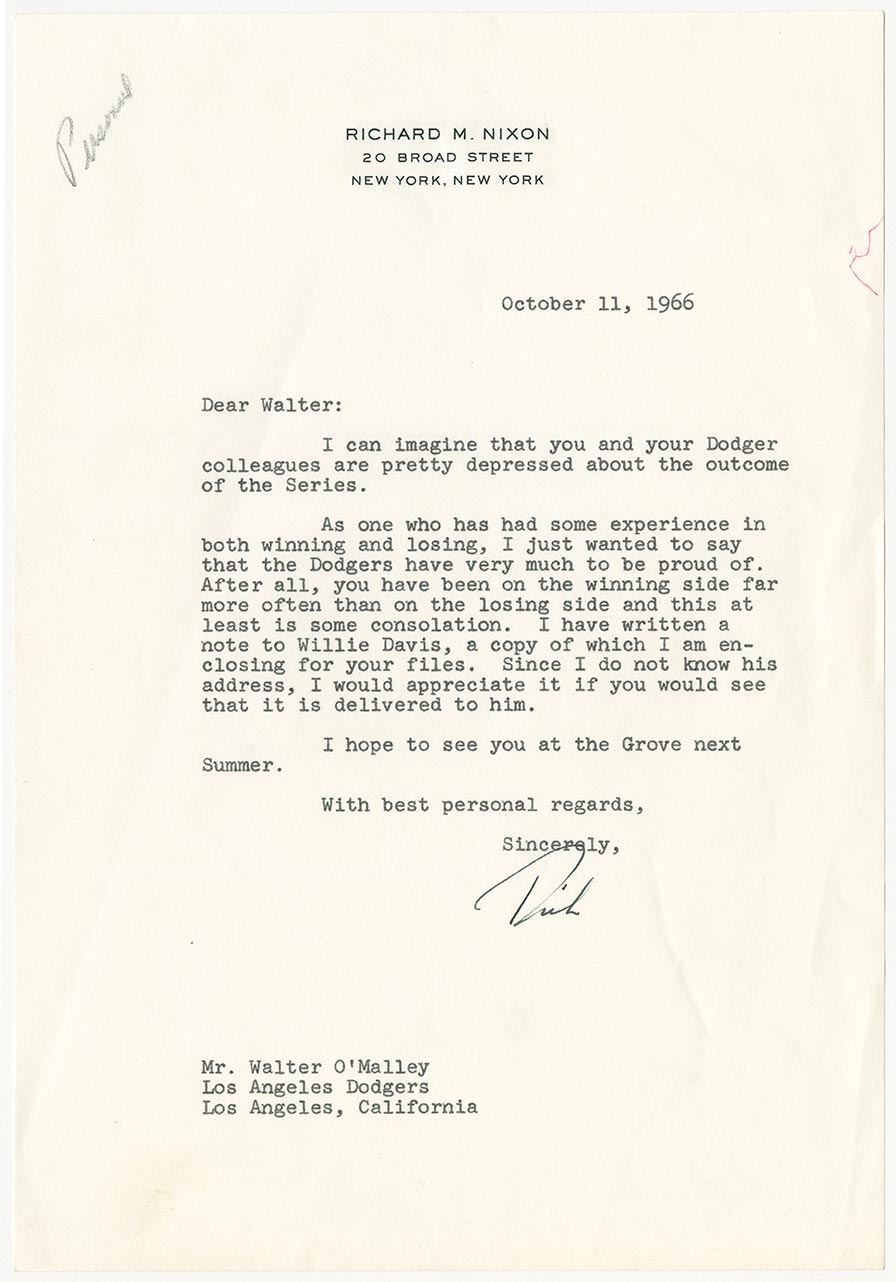 Personal
RICHARD M. NIXON
20 BROAD STREET
NEW YORK, NEW YORK
October 11, 1966
Dear Walter:
I can imagine that you and your Dodger
colleagues are pretty depressed about the outcome
of the Series.
As one who has had some experience in
both winning and losing, I just wanted to say
that the Dodgers have very much to be proud of.
After all, you have been on the winning side far
more often than on the losing side and this at
least is some consolation. I have written a
note to Willie Davis, a copy of which I am en-
closing for your files. Since I do not know his
address, I would appreciate it if you would see
that it is delivered to him.
I hope to see you at the Grove next
Summer.
With best personal regards,
Sincerely,
Dick
Mr. Walter O'Malley
Los Angeles Dodgers
Los Angeles, California